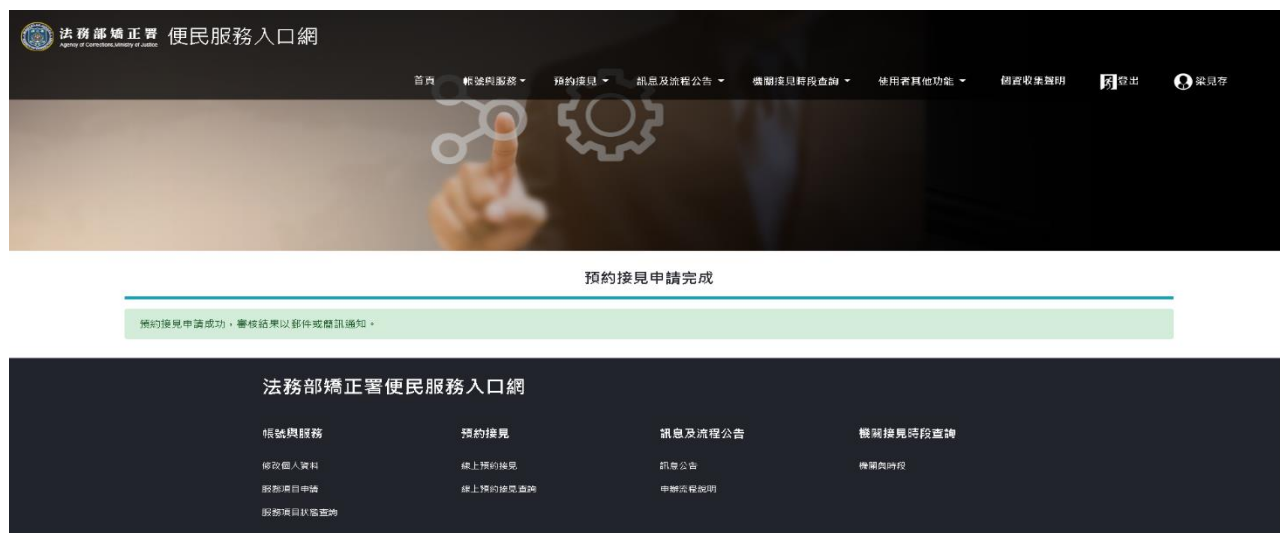 法務部矯正署 便民服務入口網
Agency of Corrections,Ministry of Justice
首頁 帳號與服務 預約接見 訊息及流程公告 機關接見時段查詢 使用者其他功能 個資收集聲明 登出 梁見存
預約接見申請完成
預約接見申請成功，審核結果以郵件或簡訊通知。
法務部矯正署便民服務入口網
帳號與服務 預約接見 訊息及流程公告 機關接見時段查詢
修改個人資料 線上預約接見 訊息公告 機關與時段
服務項目申請 線上預約接見查詢 申辦流程說明
服務項目狀態查詢